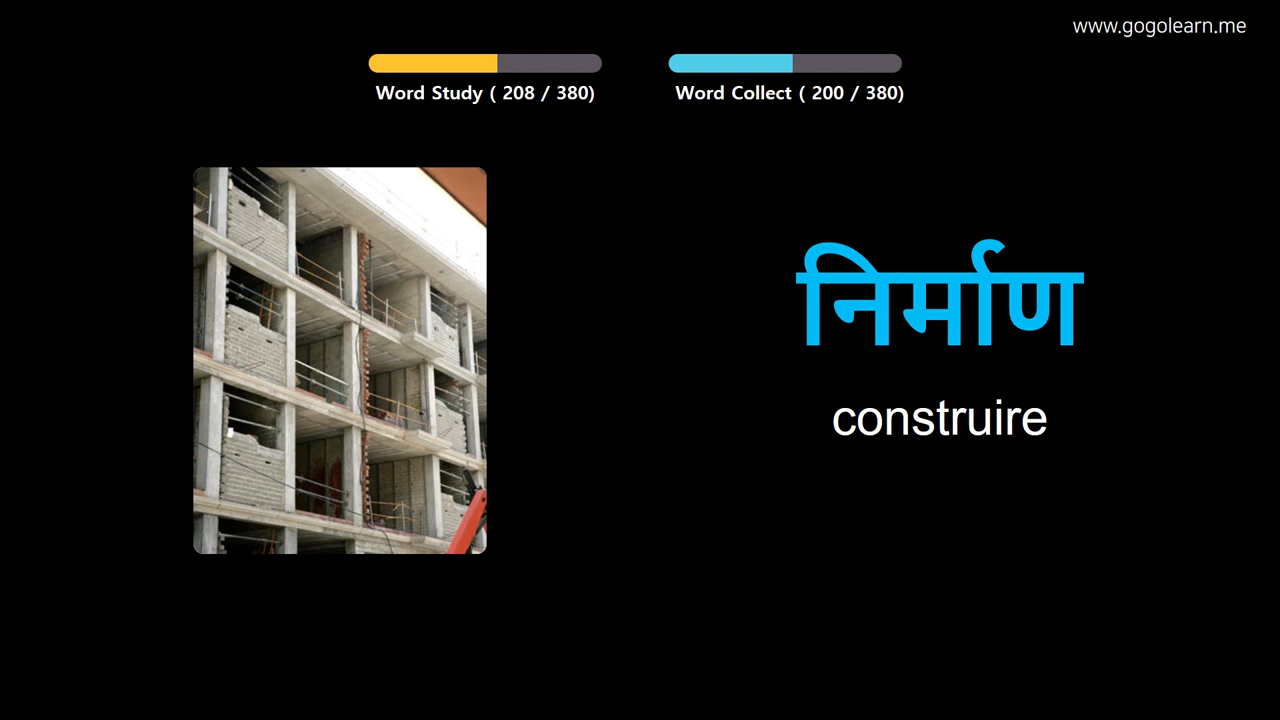 www.gogolearn.me
Word Study ( 208 / 380)
Word Collect ( 200 / 380)
निर्माण
construire